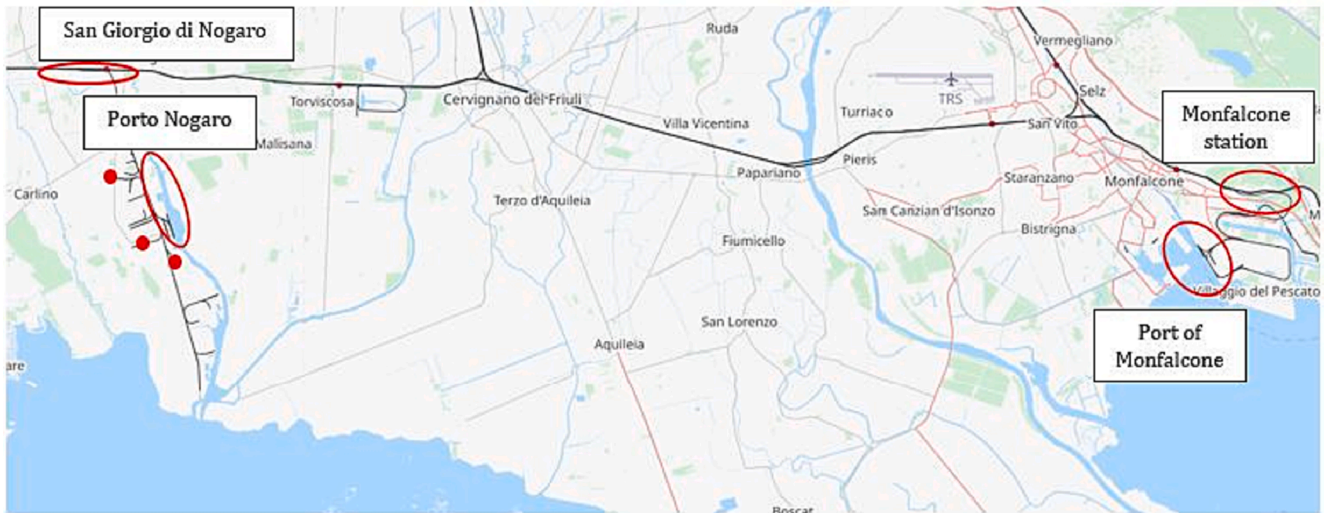 San Giorgio di Nogaro
Ruda
Vermegliano
Torviscosa
Cervignano del Friuli
TRS
Selz
Porto Nogaro
Villa Vicentina
Turriaco
San Vito
Monfalcone
station
Malisana
Papariano
Pieris
Carlino
Staranzano
Monfalcone
Terzo d'Aquileia
San Canzian d'Isonzo
Bistrigna
Fiumicello
Villaggio del Pescato
San Lorenzo
Port of
Monfalcone
Aquileia
are
Boscat